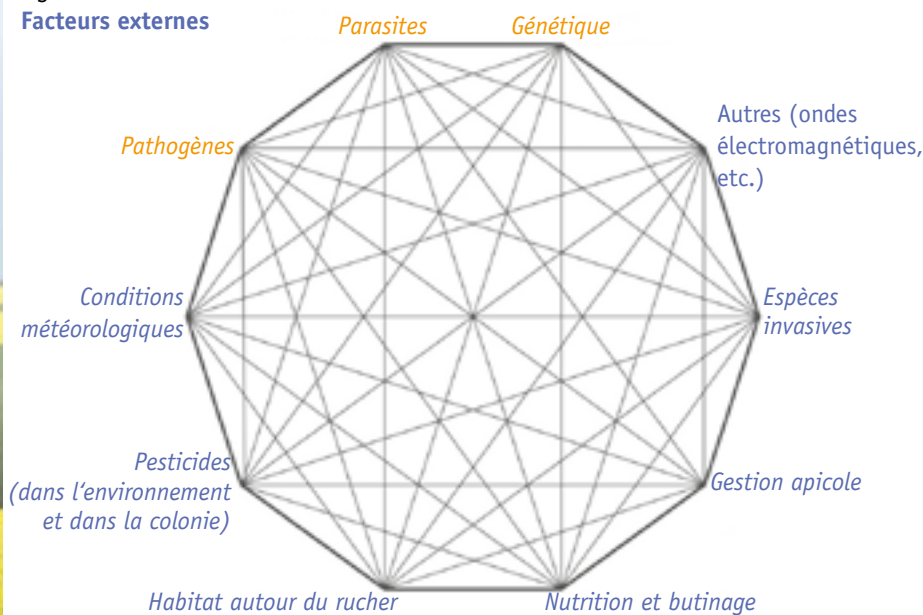 Facteurs externes
Parasites
Génétique
Autres (ondes
électromagnétiques,
etc.)
Pathogènes
Conditions
météorologiques
Espèces
invasives
Pesticides
(dans l'environnement
et dans la colonie)
Gestion apicole
Habitat autour du rucher
Nutrition et butinage